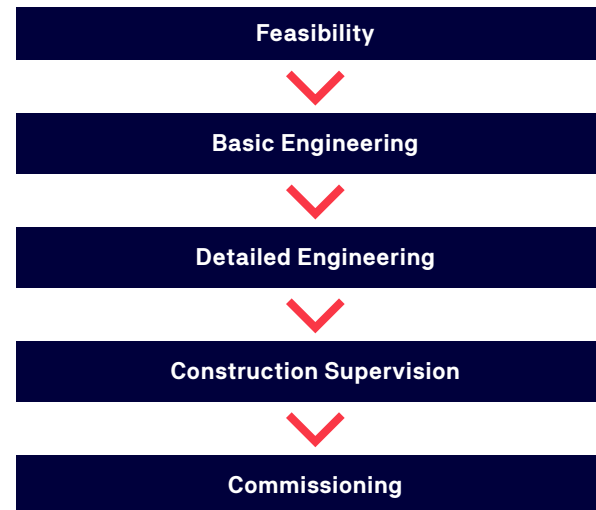 Feasibility
Basic Engineering
Detailed Engineering
Construction Supervision
Commissioning